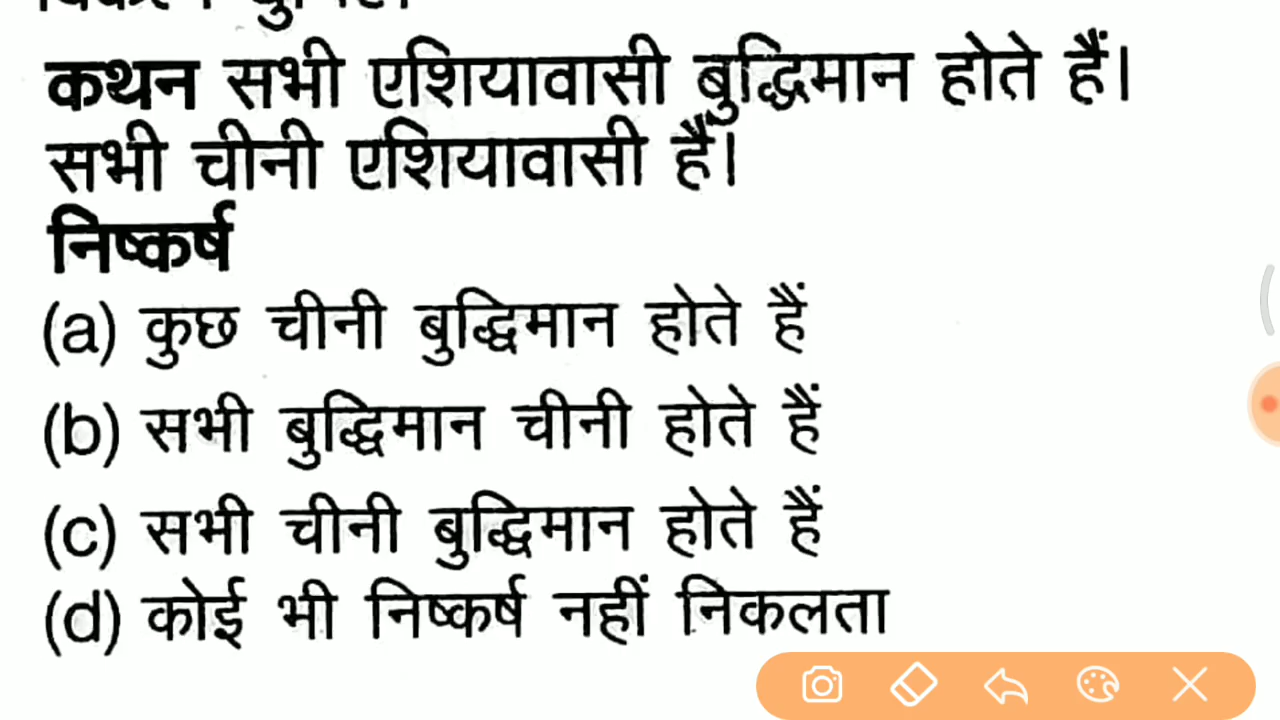 कथन सभी एशियावासी बुद्धिमान होते हैं।
सभी चीनी एशियावासी हैं।
निष्कर्ष
(a) कुछ चीनी बुद्धिमान होते हैं
(b) सभी बुद्धिमान चीनी होते हैं
(c) सभी चीनी बुद्धिमान होते हैं
(d) कोई भी निष्कर्ष नहीं निकलता